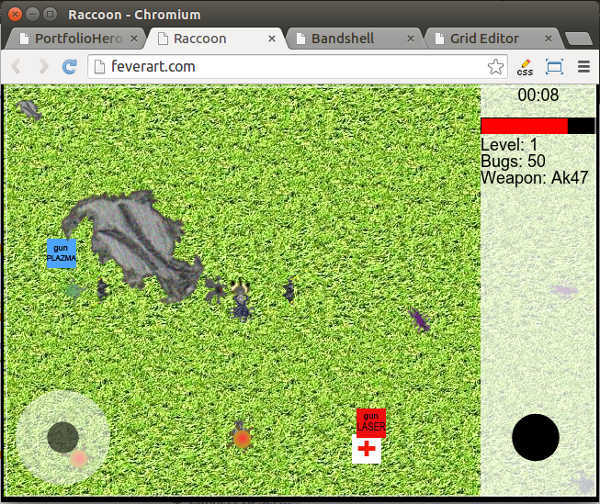 Raccoon - Chromium
PortfolioHero
Raccoon
Bandshell
Grid Editor
feverart.com
css
00:08
Level: 1
Bugs: 50
Weapon: Ak47
gun
PLAZMA
gun
LASER